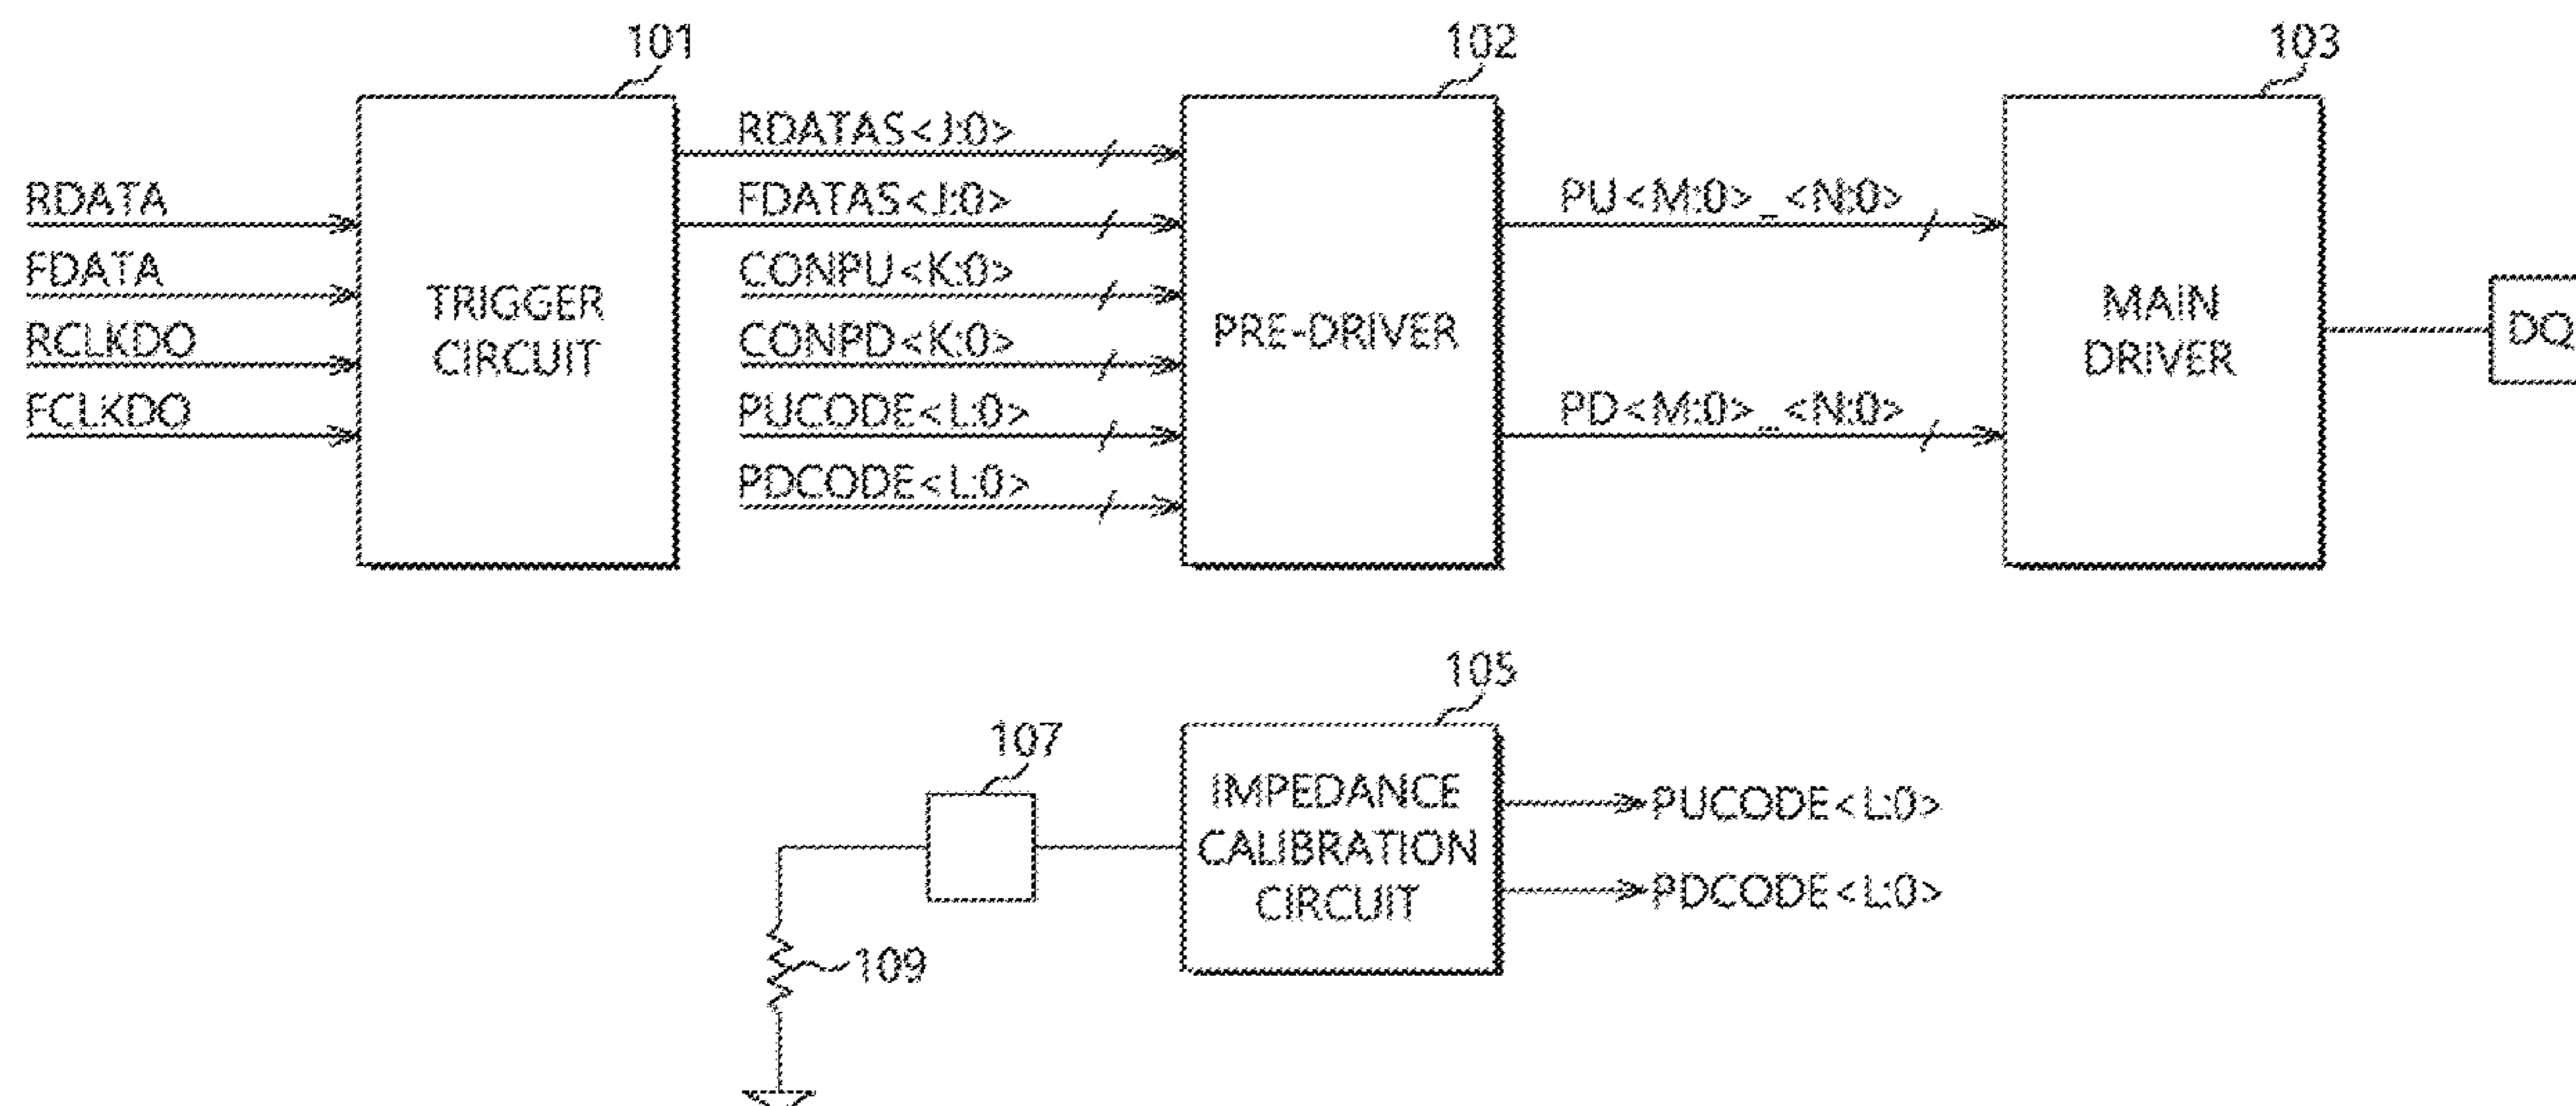 101
102
103
RDATA
FDATA
RCLKDO
FCLKDO
TRIGGER
CIRCUIT
RDATAS<J:0>
FDATAS<J:0>
CONPU<K:0>
CONPD<K:0>
PUCODE<L:0>
PDCODE<L:0>
PRE-DRIVER
PU<M:0>_<N:0>
PD<M:0>_<N:0>
MAIN
DRIVER
DQ
105
107
IMPEDANCE
CALIBRATION
CIRCUIT
PUCODE<L:0>
PDCODE<L:0>
109